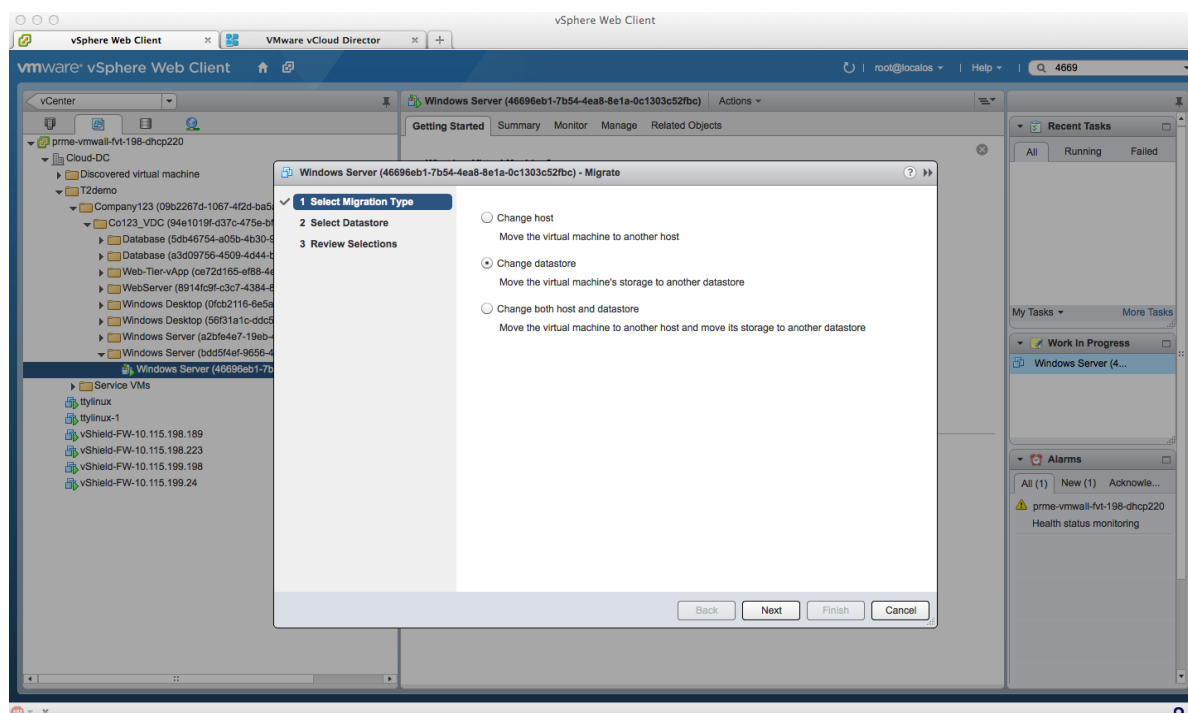 vSphere Web Client
vSphere Web Client
VMware vCloud Director
vmware vSphere Web Client
root@localos
Help
4669
vCenter
Windows Server (46696eb1-7b54-4ea8-8e1a-0c1303c52fbc)
Actions
Getting Started
Summary
Monitor
Manage
Related Objects
prme-vmwall-fvt-198-dhcp220
Cloud-DC
Discovered virtual machine
T2demo
Company123 (09b2267d-1067-4f2d-ba5
Co123_VDC (94e1019f-d37c-475e-bf
Database (5db46754-a05b-4b30-9
Database (a3d09756-4509-4d44-b
Web-Tier-vApp (ce72d165-ef88-4e
WebServer (8914fc9f-c3c7-4384-8
Windows Desktop (0fcb2116-6e5a
Windows Desktop (56f31a1c-ddc5
Windows Server (a2bfe4e7-19eb-4
Windows Server (bdd5f4ef-9656-4
Windows Server (46696eb1-7b
Service VMs
ttylinux
ttylinux-1
vShield-FW-10.115.198.189
vShield-FW-10.115.198.223
vShield-FW-10.115.199.198
vShield-FW-10.115.199.24
Windows Server (46696eb1-7b54-4ea8-8e1a-0c1303c52fbc) - Migrate
1 Select Migration Type
2 Select Datastore
3 Review Selections
Change host
Move the virtual machine to another host
Change datastore
Move the virtual machine's storage to another datastore
Change both host and datastore
Move the virtual machine to another host and move its storage to another datastore
Back
Next
Finish
Cancel
Recent Tasks
All
Running
Failed
My Tasks
More Tasks
Work In Progress
Windows Server (4...
Alarms
All (1)
New (1)
Acknowle...
prme-vmwall-fvt-198-dhcp220
Health status monitoring